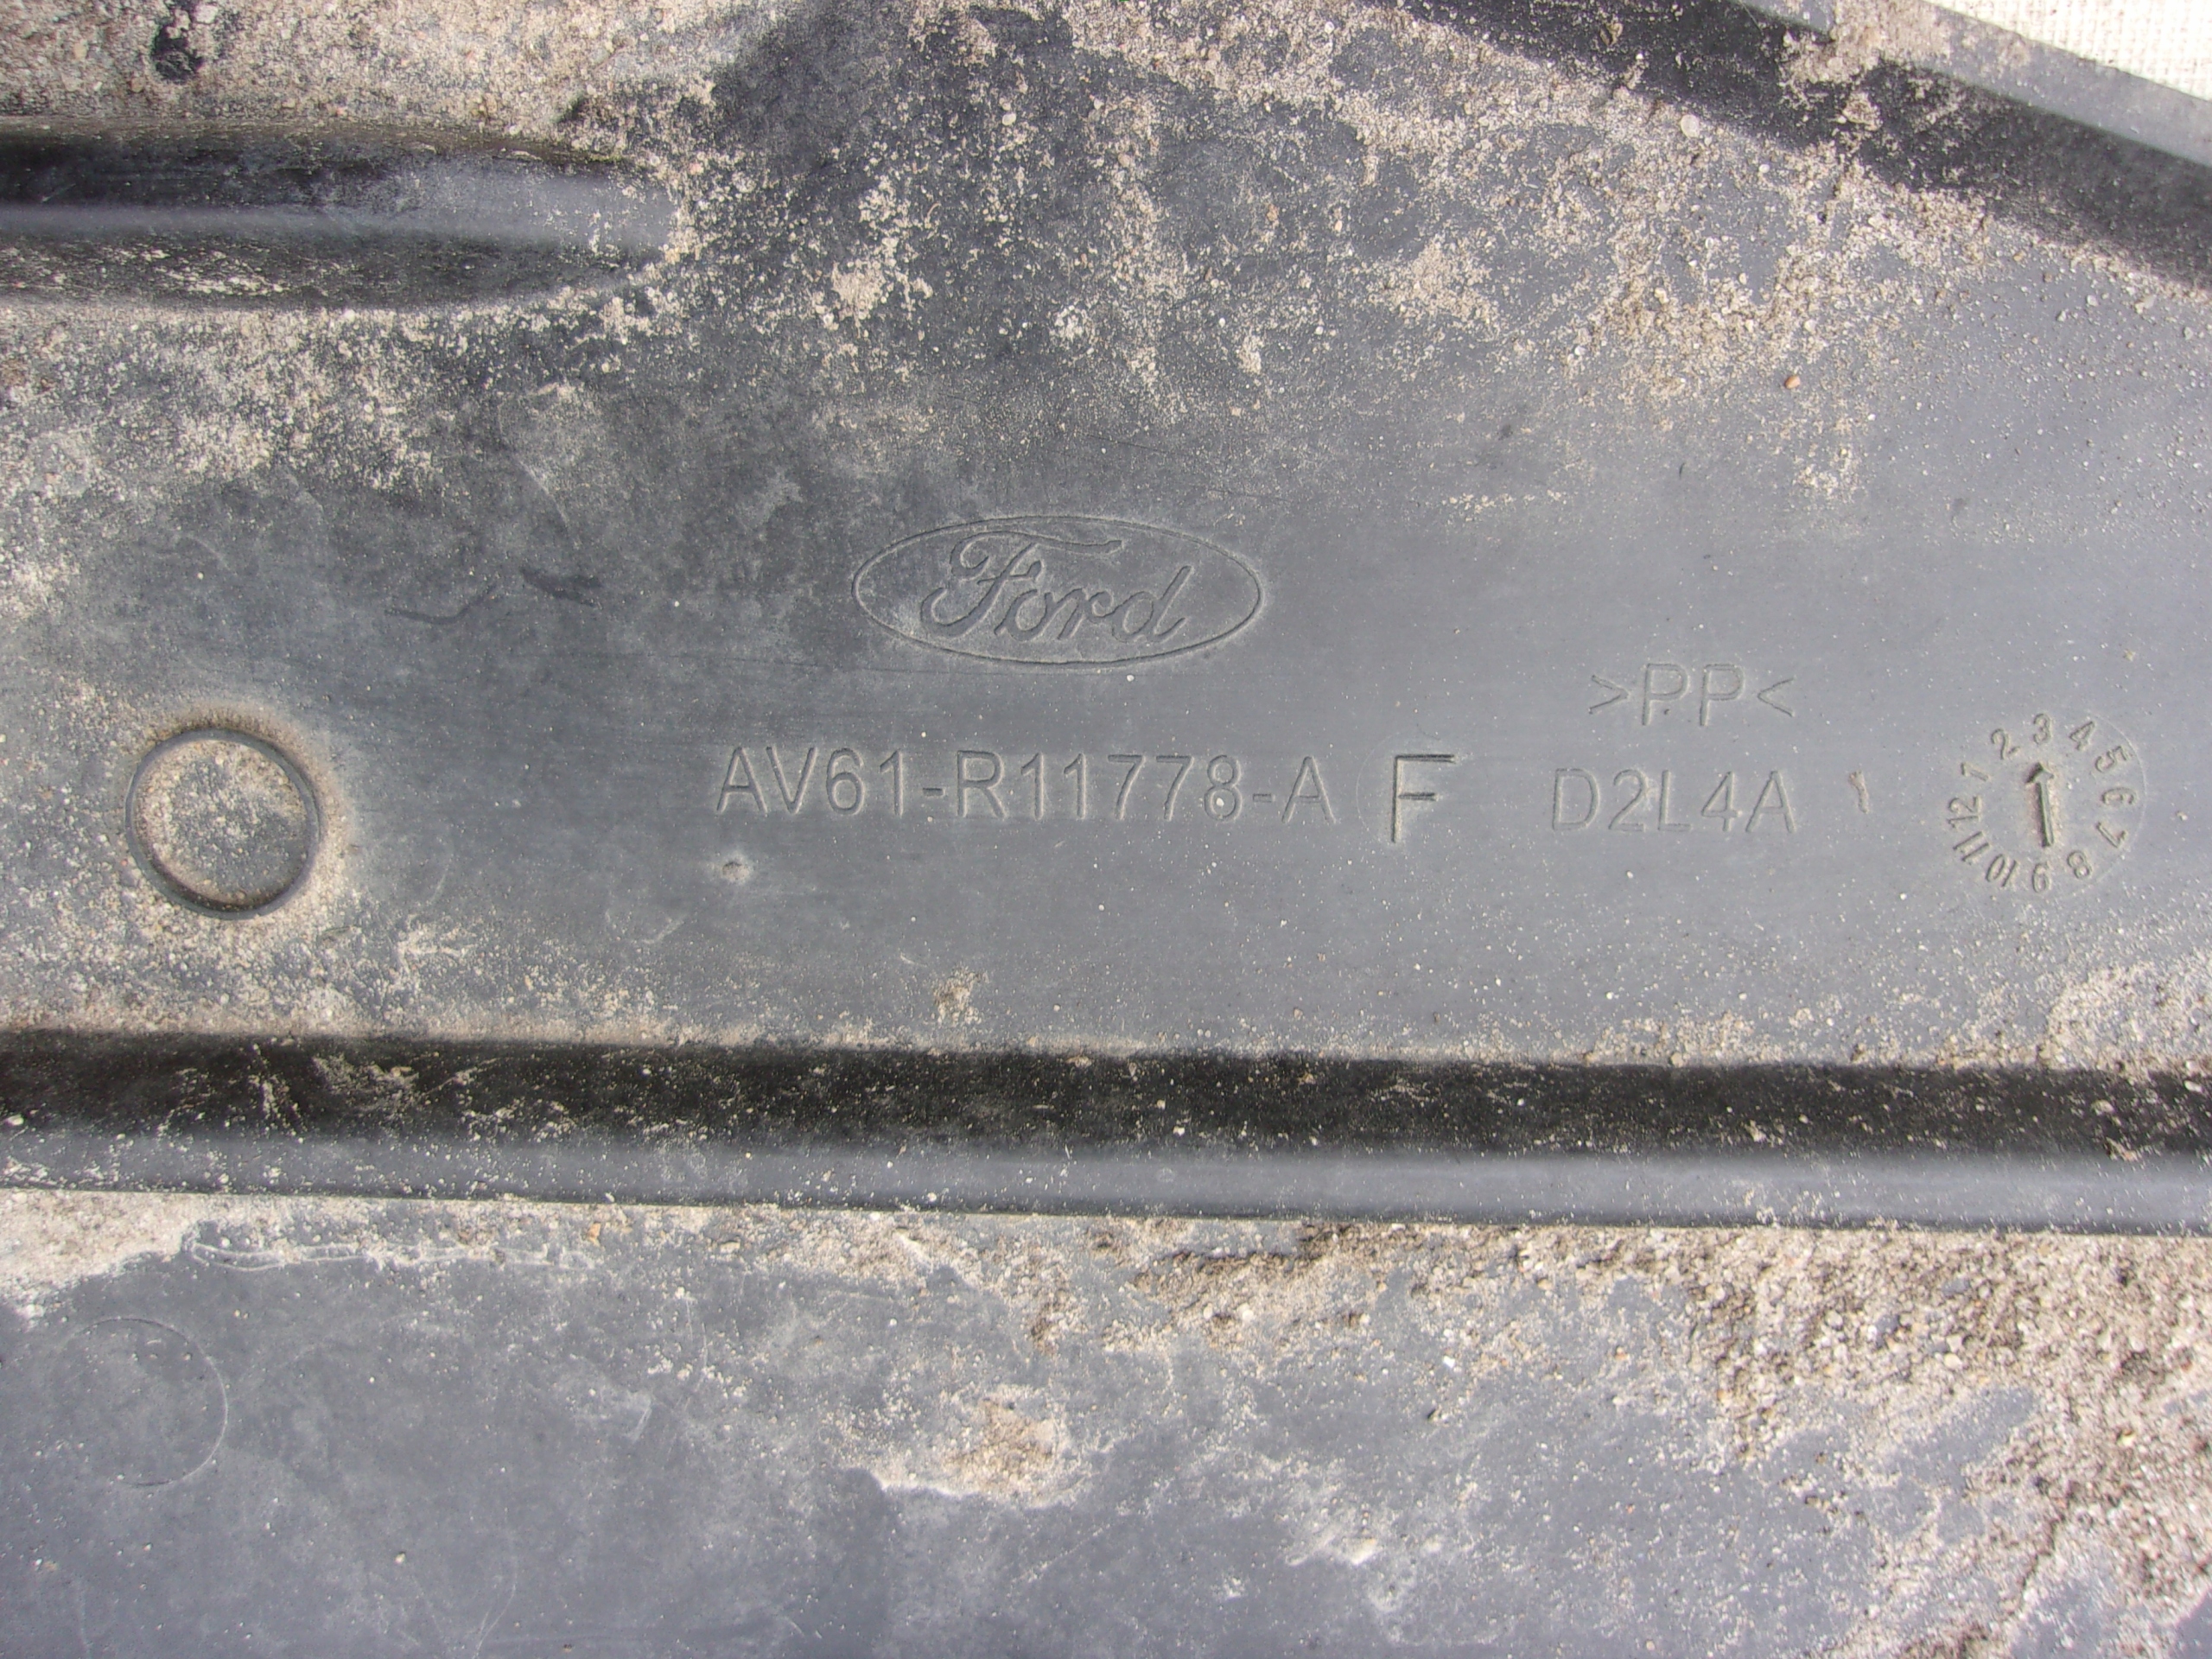 Ford
>PP<
AV61-R11778-A F D2L4A
1 2 3 4 5 6 7 8 9 10 11 12